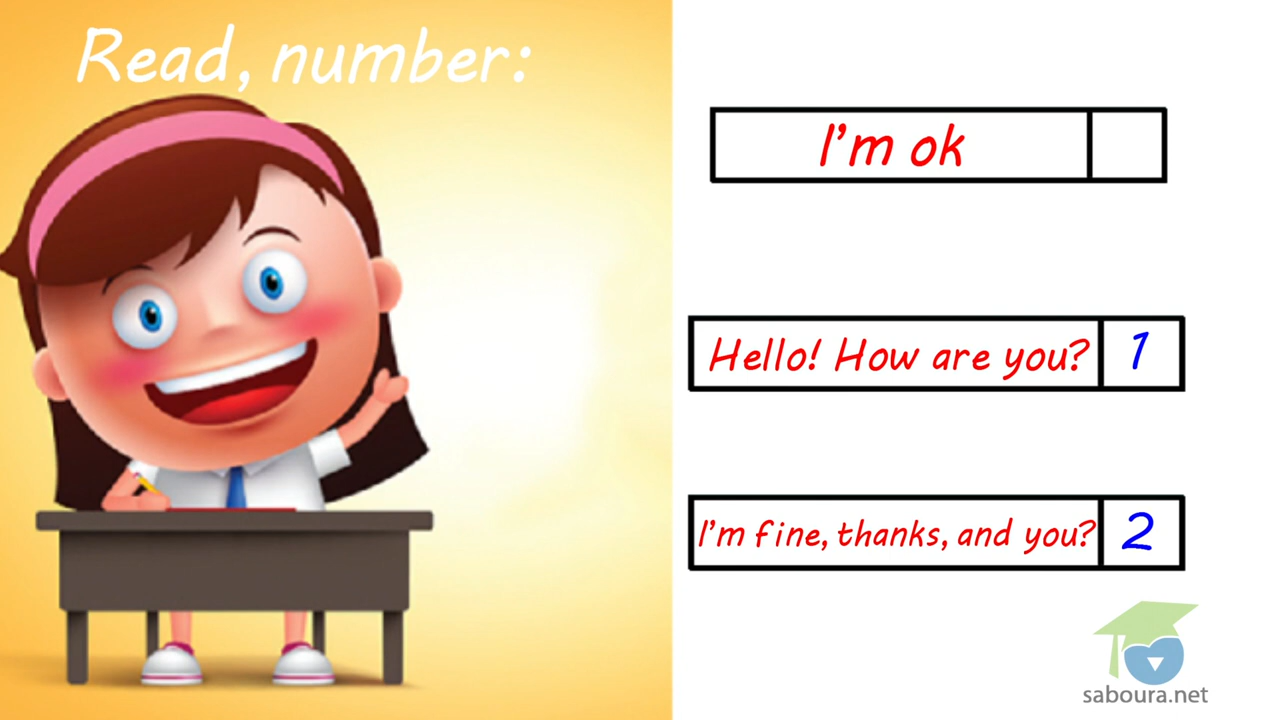 Read, number:
I'm ok
Hello! How are you? 1
I'm fine, thanks, and you? 2
saboura.net